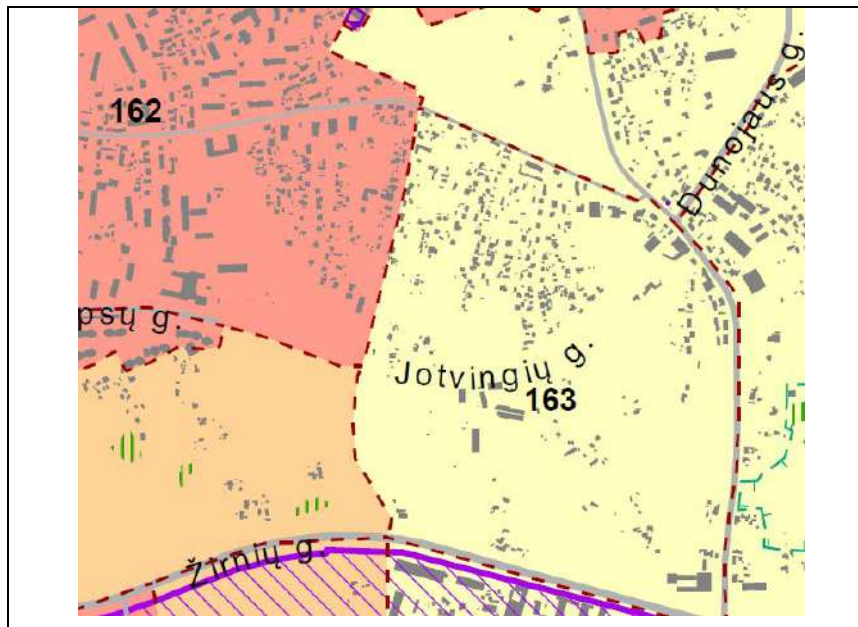 162
Dunojaus g.
psų g.
Jotvingių g.
163
Žirnių g.